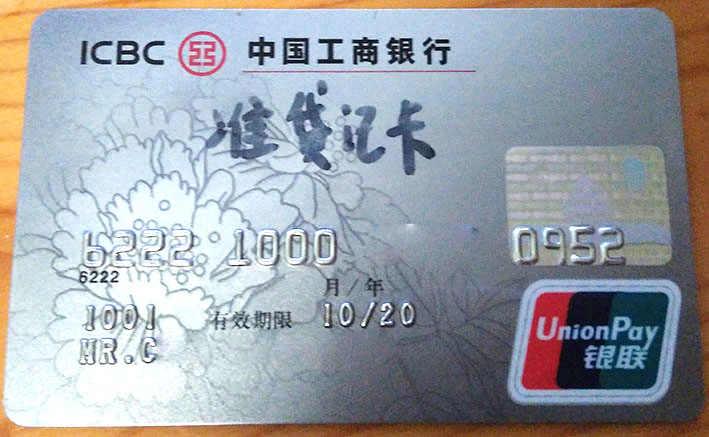 ICBC 中国工商银行
准贷记卡
6222 1000 0952
6222
月/年
1001 有效期限 10/20
MR.C
UnionPay
银联